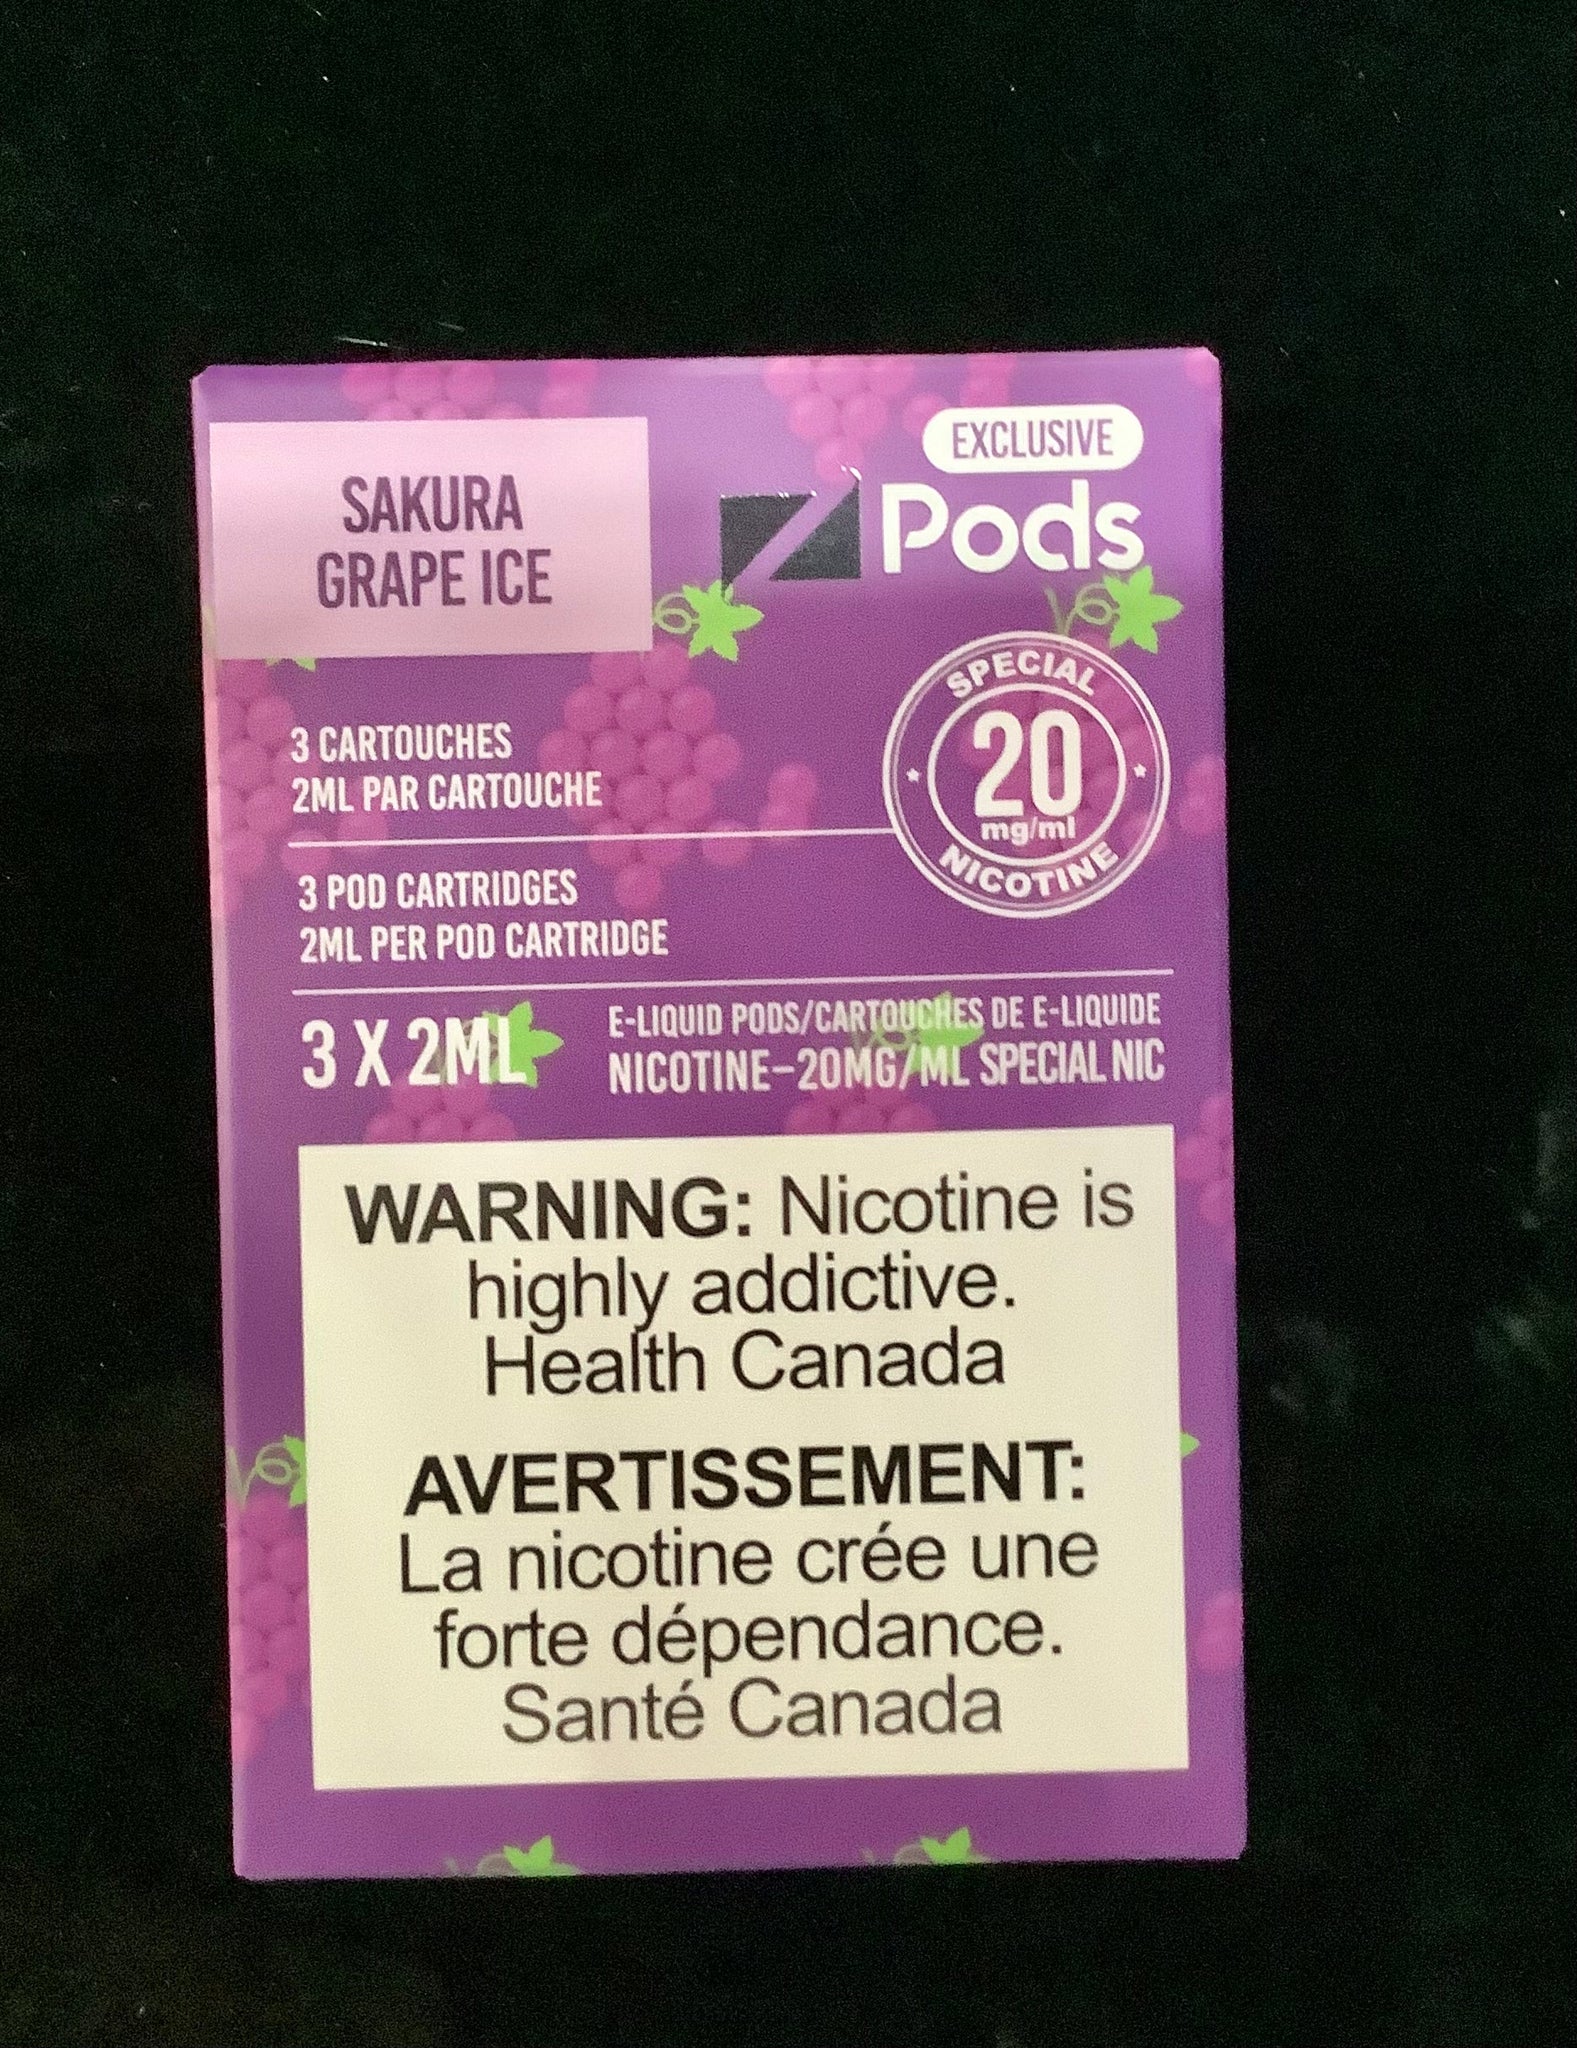 SAKURA
GRAPE ICE
EXCLUSIVE
Z Pods
3 CARTOUCHES
2ML PAR CARTOUCHE
SPECIAL
20
mg/ml
NICOTINE
3 POD CARTRIDGES
2ML PER POD CARTRIDGE
3 X 2ML
E-LIQUID PODS/CARTOUCHES DE E-LIQUIDE
NICOTINE–20MG/ML SPECIAL NIC
WARNING: Nicotine is
highly addictive.
Health Canada
AVERTISSEMENT:
La nicotine crée une
forte dépendance.
Santé Canada